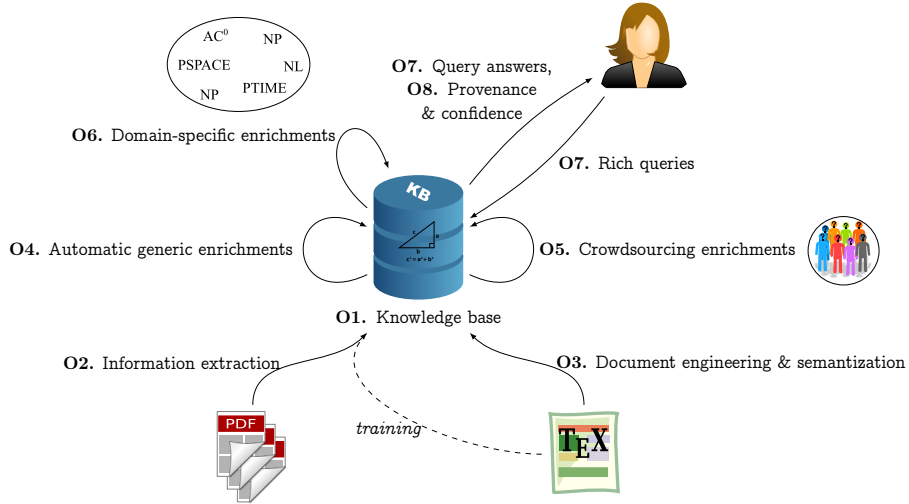 AC⁰
NP
PSPACE
NL
NP
PTIME
O7. Query answers,
O8. Provenance
& confidence
O6. Domain-specific enrichments
O7. Rich queries
KB
c
a
b
c² = a² + b²
O4. Automatic generic enrichments
O5. Crowdsourcing enrichments
O1. Knowledge base
O2. Information extraction
O3. Document engineering & semantization
PDF
training
TEX